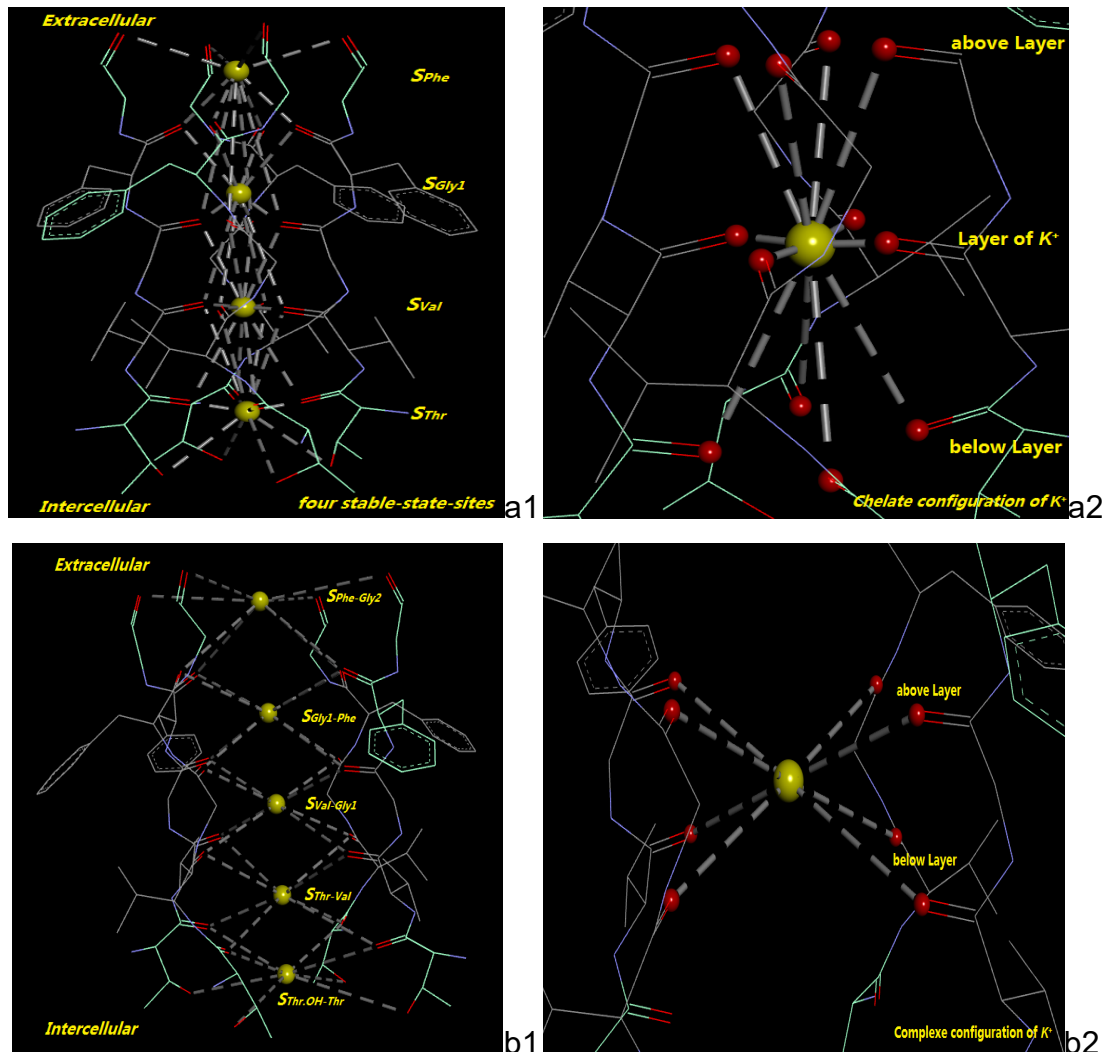 Extracellular
SPhe
SGly1
SVal
SThr
Intercellular
four stable-state-sites
a1
above Layer
Layer of K+
below Layer
Chelate configuration of K+
a2
Extracellular
SPhe-Gly2
SGly1-Phe
SVal-Gly1
SThr-Val
SThr.OH-Thr
Intercellular
b1
above Layer
below Layer
Complexe configuration of K+
b2